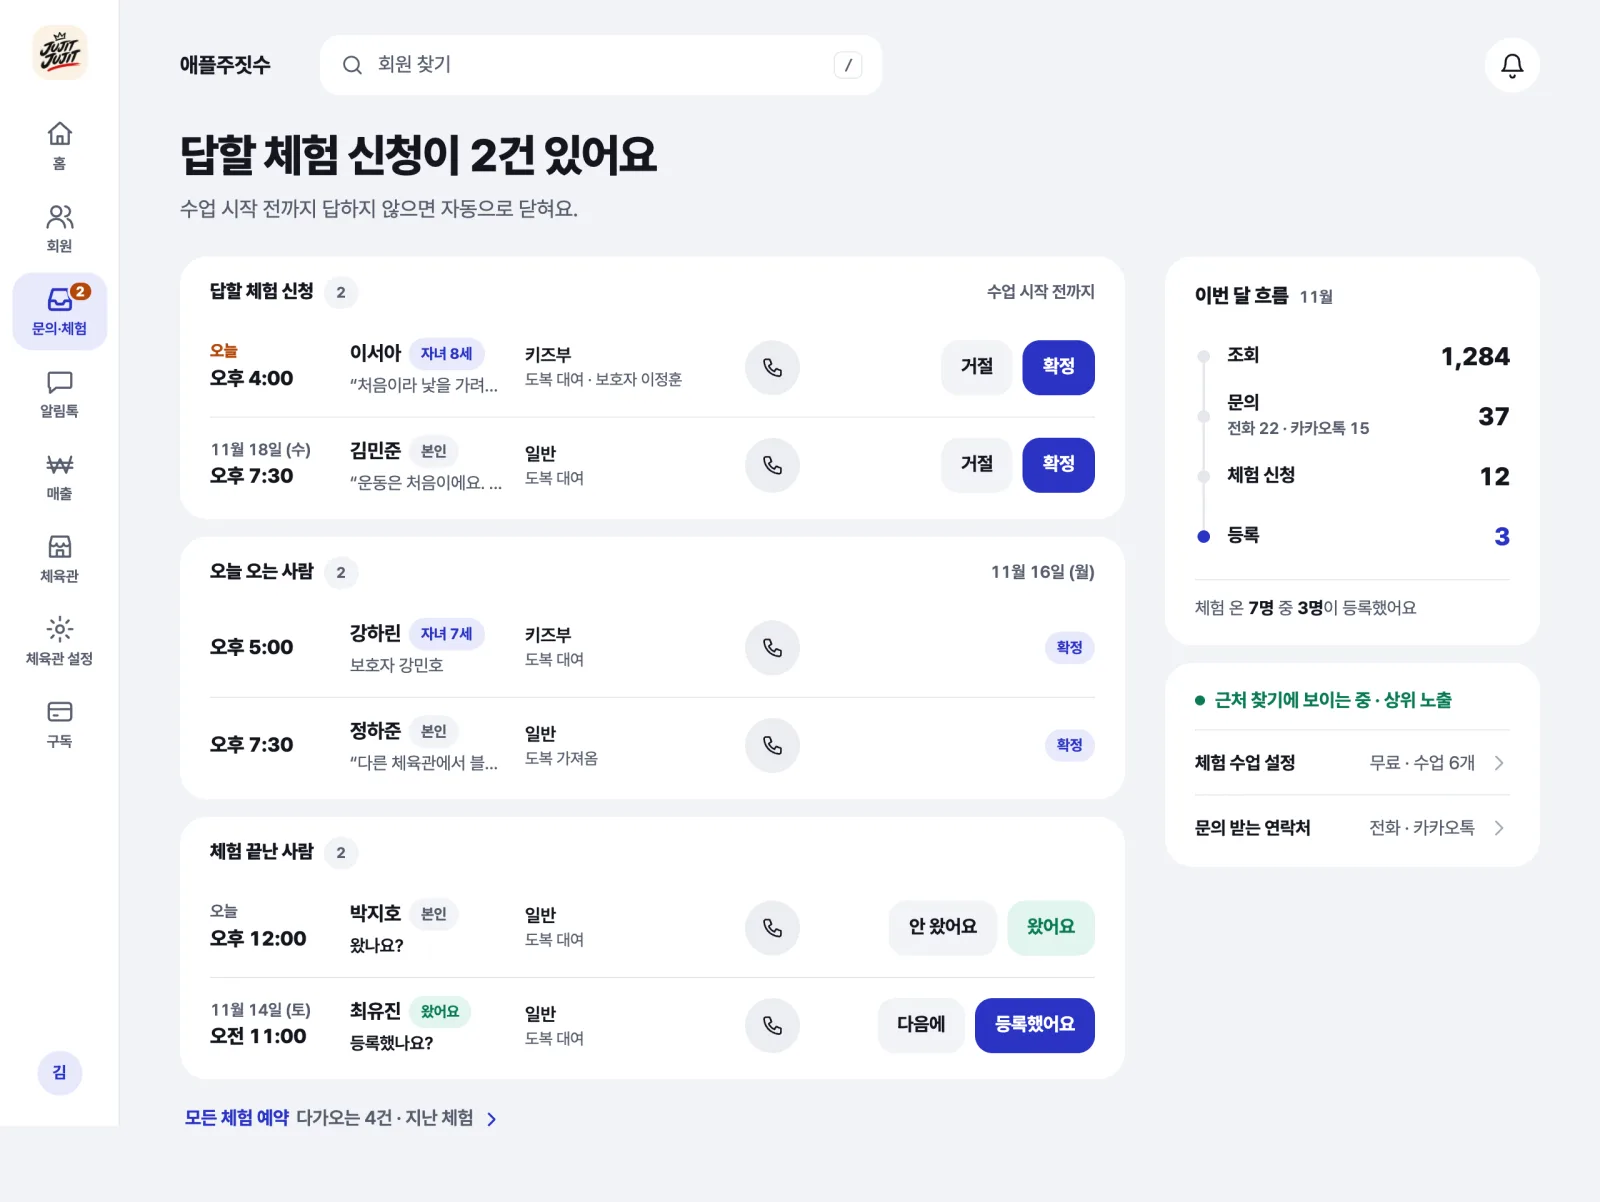 JUJIT
JUJIT
홈
회원
2
문의·체험
알림톡
매출
체육관
체육관 설정
구독
김
애플주짓수
회원 찾기
/
답할 체험 신청이 2건 있어요
수업 시작 전까지 답하지 않으면 자동으로 닫혀요.
답할 체험 신청 2
수업 시작 전까지
오늘
오후 4:00
이서아 자녀 8세
“처음이라 낯을 가려...
키즈부
도복 대여 · 보호자 이정훈
거절
확정
11월 18일 (수)
오후 7:30
김민준 본인
“운동은 처음이에요. ...
일반
도복 대여
거절
확정
오늘 오는 사람 2
11월 16일 (월)
오후 5:00
강하린 자녀 7세
보호자 강민호
키즈부
도복 대여
확정
오후 7:30
정하준 본인
“다른 체육관에서 블...
일반
도복 가져옴
확정
체험 끝난 사람 2
오늘
오후 12:00
박지호 본인
왔나요?
일반
도복 대여
안 왔어요
왔어요
11월 14일 (토)
오전 11:00
최유진 왔어요
등록했나요?
일반
도복 대여
다음에
등록했어요
모든 체험 예약 다가오는 4건 · 지난 체험
이번 달 흐름 11월
조회 1,284
문의
전화 22 · 카카오톡 15
37
체험 신청 12
등록 3
체험 온 7명 중 3명이 등록했어요
근처 찾기에 보이는 중 · 상위 노출
체험 수업 설정 무료 · 수업 6개
문의 받는 연락처 전화 · 카카오톡